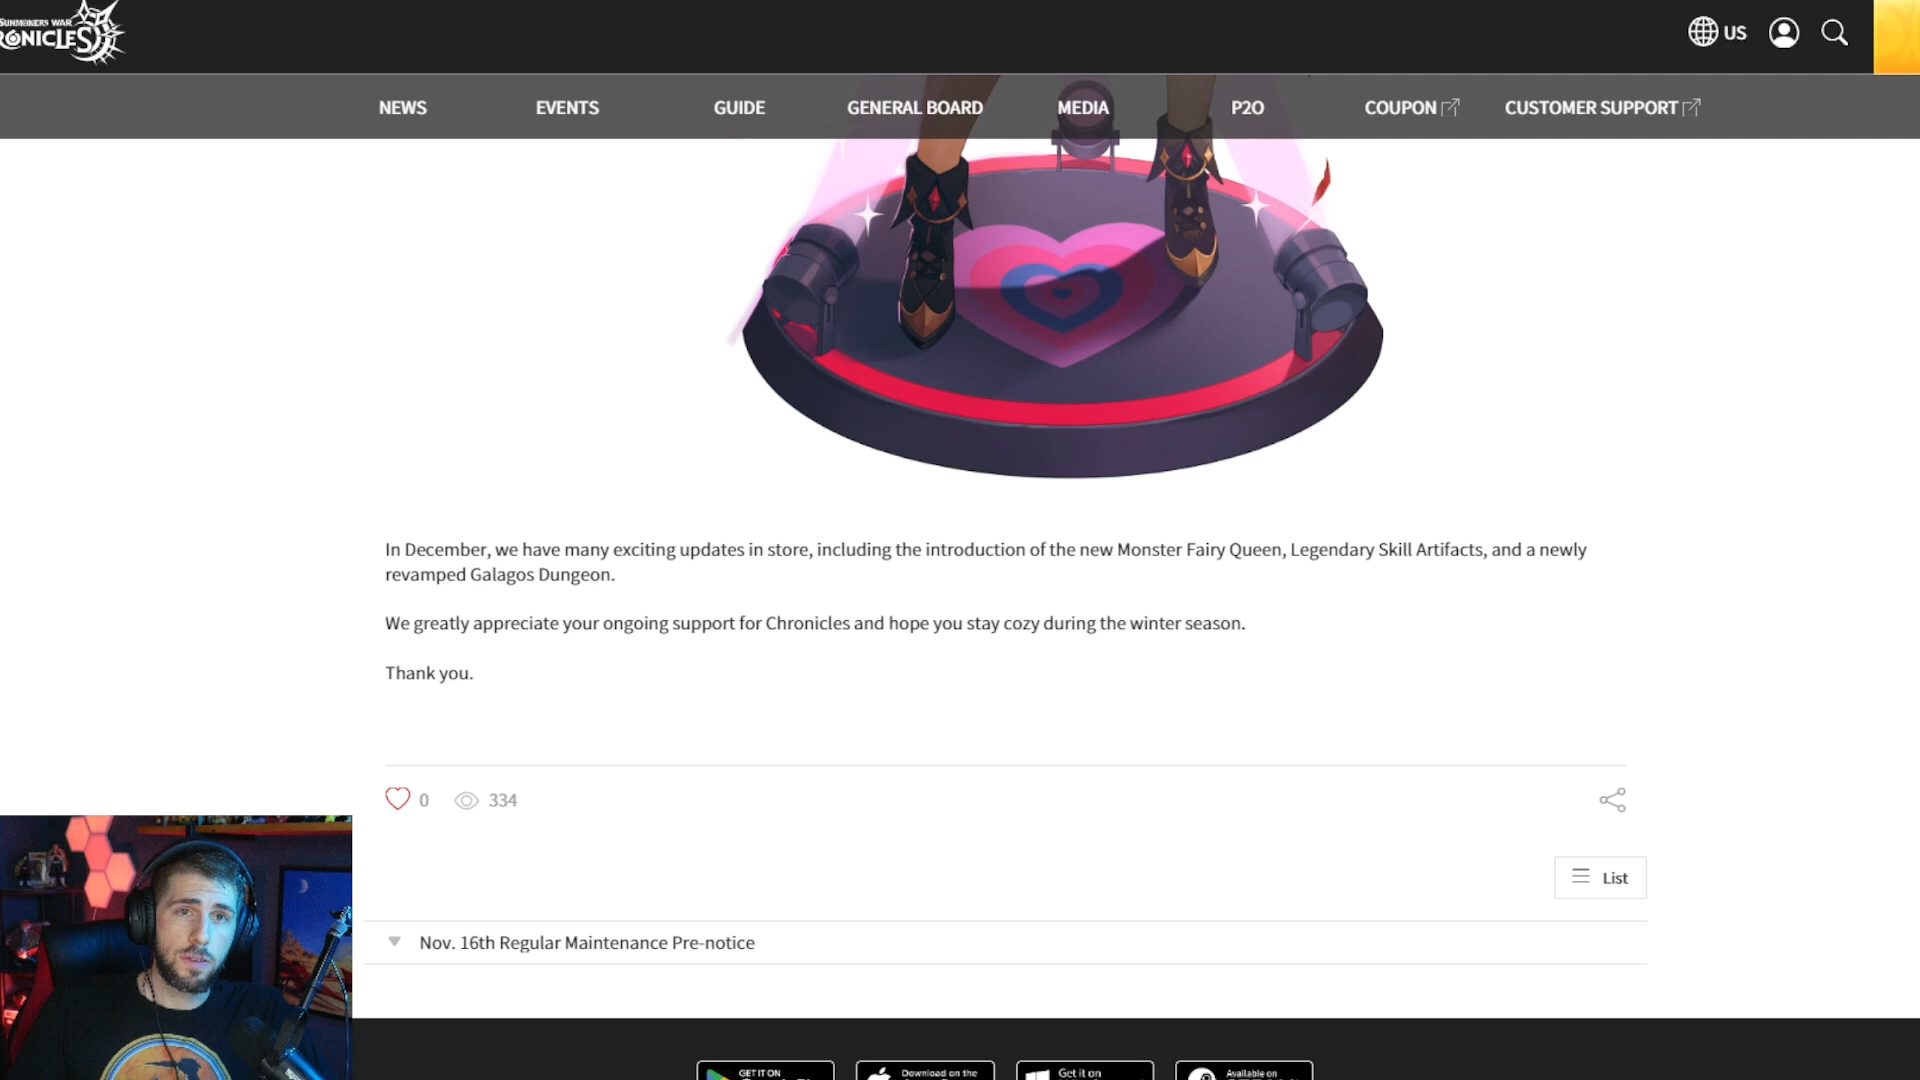 SUMMONERS WAR
RONICLES
US
NEWS
EVENTS
GUIDE
GENERAL BOARD
MEDIA
P2O
COUPON
CUSTOMER SUPPORT
In December, we have many exciting updates in store, including the introduction of the new Monster Fairy Queen, Legendary Skill Artifacts, and a newly
revamped Galagos Dungeon.
We greatly appreciate your ongoing support for Chronicles and hope you stay cozy during the winter season.
Thank you.
0
334
List
Nov. 16th Regular Maintenance Pre-notice
GET IT ON
Download on the
Get it on
Available on